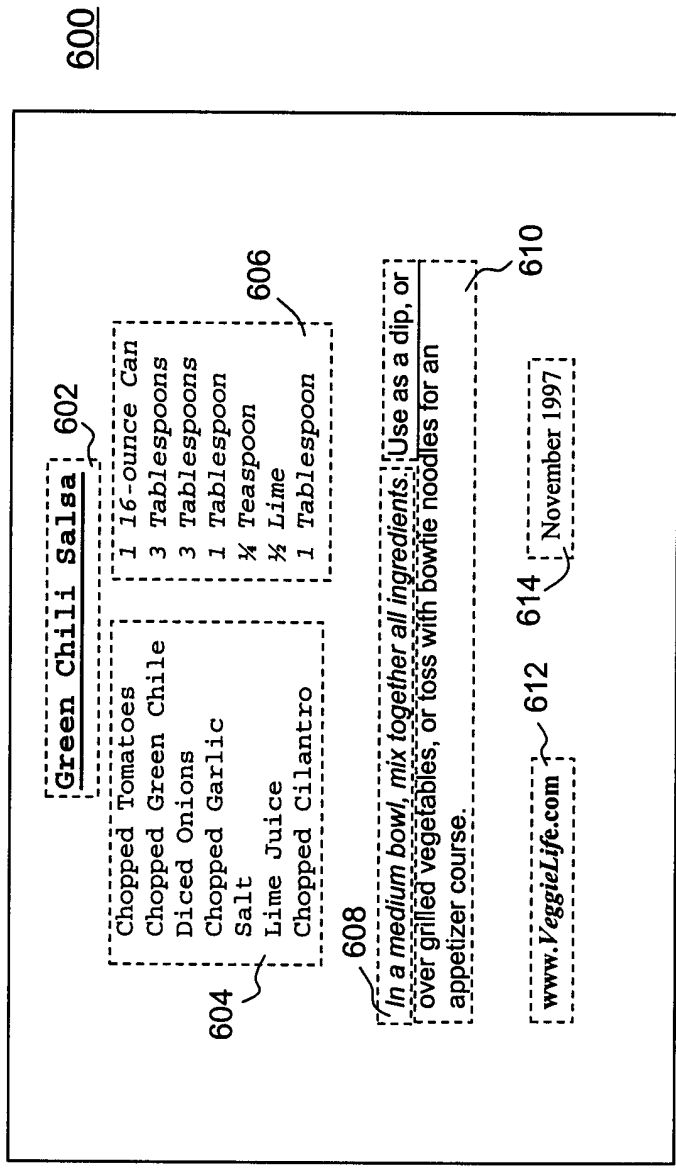 600
Green Chili Salsa
602
Chopped Tomatoes 1 16-ounce Can
Chopped Green Chile 3 Tablespoons
Diced Onions 3 Tablespoons
Chopped Garlic 1 Tablespoon
Salt ¼ Teaspoon
Lime Juice ½ Lime
Chopped Cilantro 1 Tablespoon
604
606
608
In a medium bowl, mix together all ingredients. Use as a dip, or
over grilled vegetables, or toss with bowtie noodles for an
appetizer course.
610
www.VeggieLife.com 612
614 November 1997